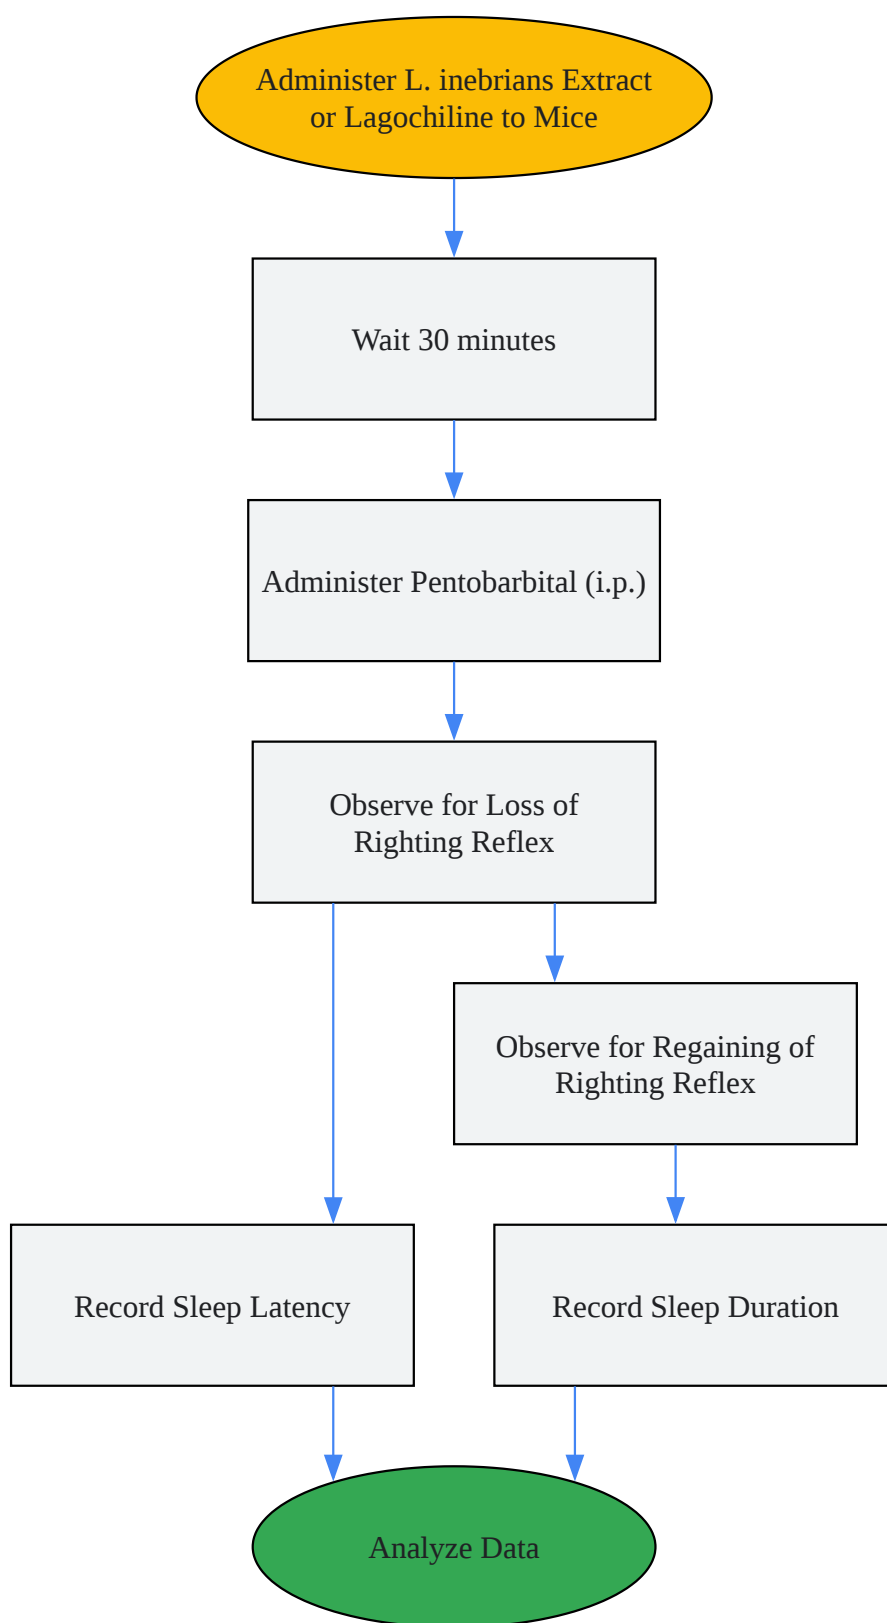 Administer L. inebrians Extract
or Lagochiline to Mice
Wait 30 minutes
Administer Pentobarbital (i.p.)
Observe for Loss of
Righting Reflex
Observe for Regaining of
Righting Reflex
Record Sleep Latency
Record Sleep Duration
Analyze Data